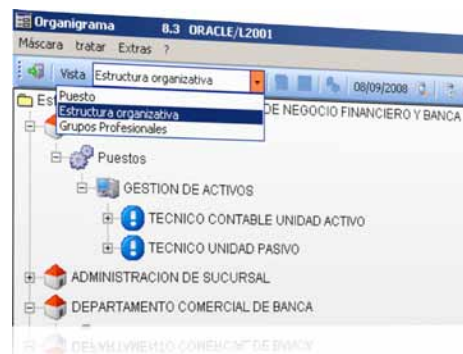 Organigrama 8.3 ORACLE/L2001
Máscara tratar Extras ?
Vista Estructura organizativa 08/09/2008
Puesto
Estructura organizativa
Grupos Profesionales
DE NEGOCIO FINANCIERO Y BANCA
Puestos
GESTION DE ACTIVOS
TECNICO CONTABLE UNIDAD ACTIVO
TECNICO UNIDAD PASIVO
ADMINISTRACION DE SUCURSAL
DEPARTAMENTO COMERCIAL DE BANCA